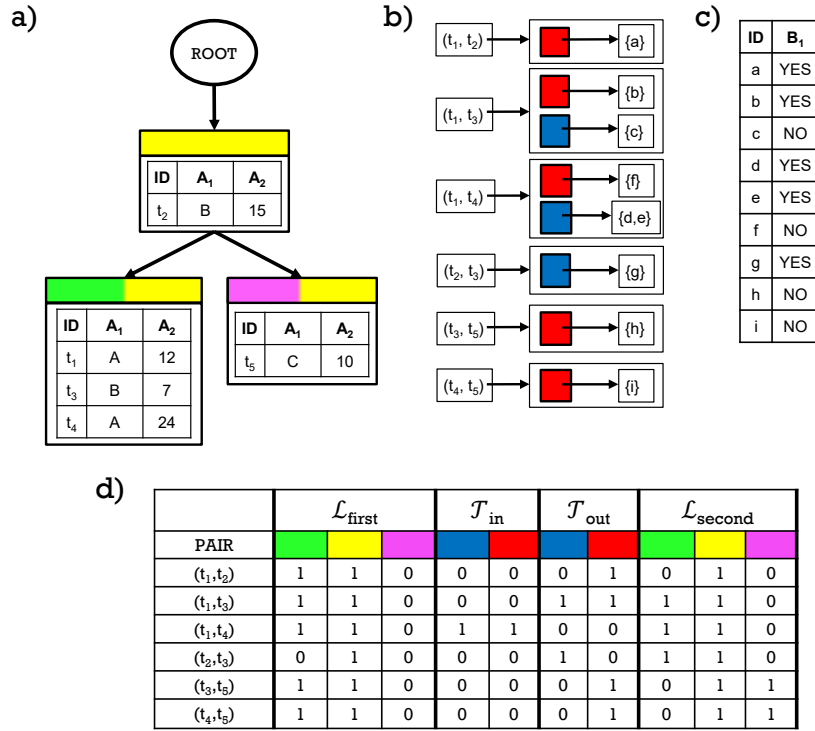 a)
ROOT
ID A₁ A₂
t₂ B 15
ID A₁ A₂
t₁ A 12
t₃ B 7
t₄ A 24
ID A₁ A₂
t₅ C 10
b)
(t₁, t₂) {a}
(t₁, t₃) {b}
{c}
(t₁, t₄) {f}
{d,e}
(t₂, t₃) {g}
(t₃, t₅) {h}
(t₄, t₅) {i}
c)
ID B₁
a YES
b YES
c NO
d YES
e YES
f NO
g YES
h NO
i NO
d)
ℒfirst 𝒯in 𝒯out ℒsecond
PAIR
(t₁,t₂) 1 1 0 0 0 0 1 0 1 0
(t₁,t₃) 1 1 0 0 0 1 1 1 1 0
(t₁,t₄) 1 1 0 1 1 0 0 1 1 0
(t₂,t₃) 0 1 0 0 0 1 0 1 1 0
(t₃,t₅) 1 1 0 0 0 0 1 0 1 1
(t₄,t₅) 1 1 0 0 0 0 1 0 1 1